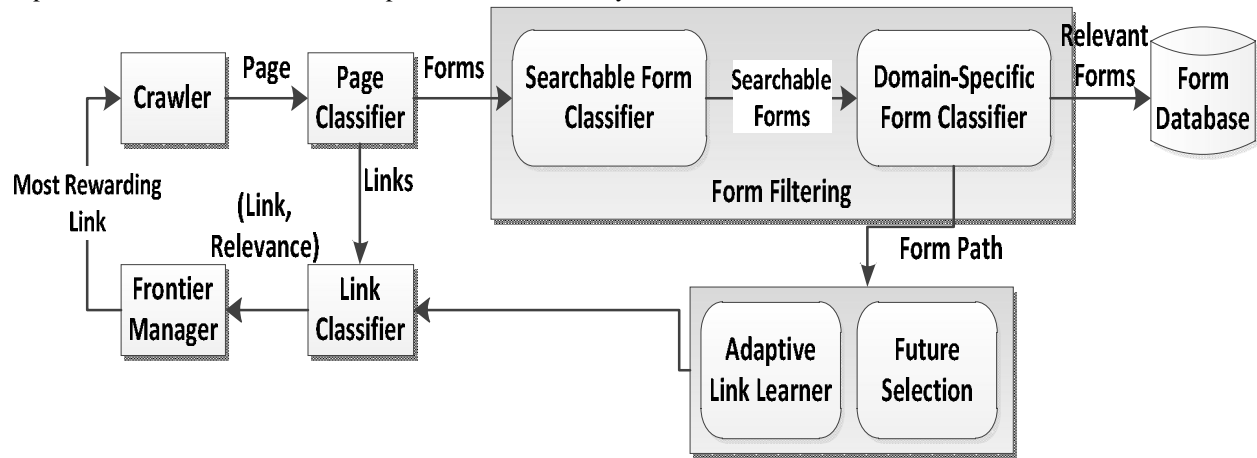 Page
Forms
Relevant
Forms
Crawler
Page
Classifier
Searchable Form
Classifier
Searchable
Forms
Domain-Specific
Form Classifier
Form
Database
Most Rewarding
Link
Links
(Link,
Relevance)
Form Filtering
Form Path
Frontier
Manager
Link
Classifier
Adaptive
Link Learner
Future
Selection